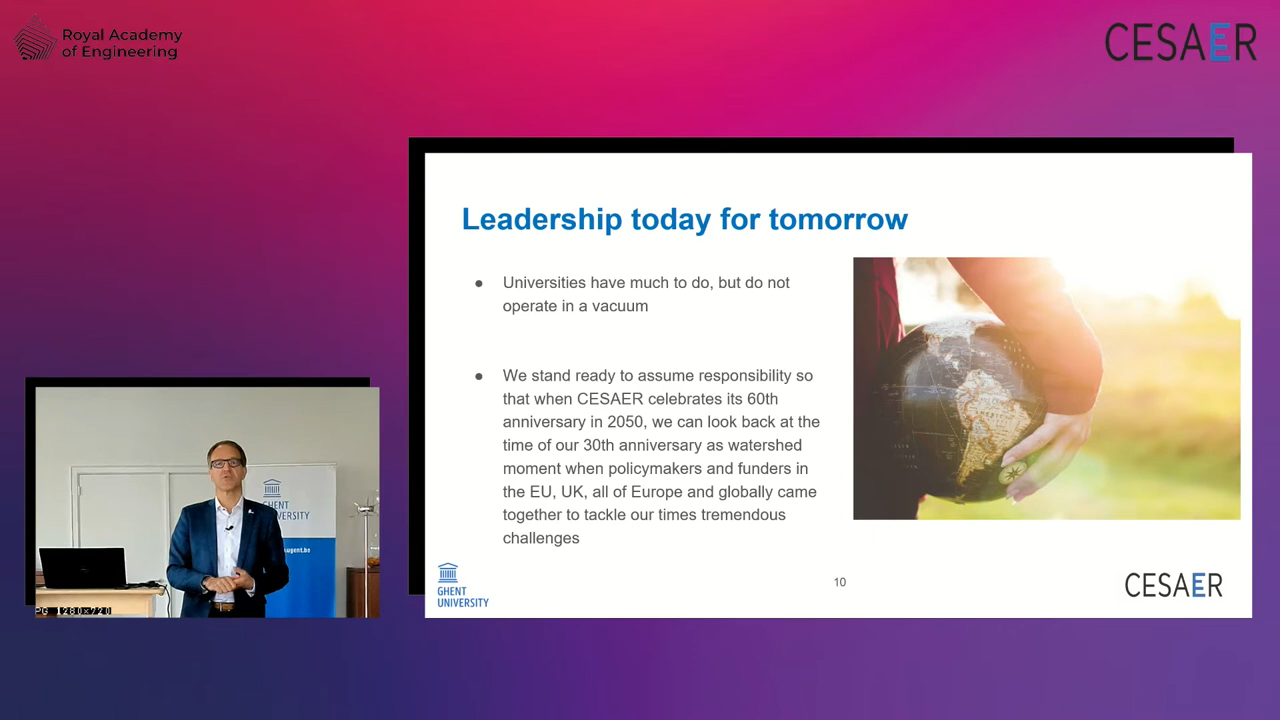 Royal Academy
of Engineering
CESAER
Leadership today for tomorrow
● Universities have much to do, but do not
operate in a vacuum
● We stand ready to assume responsibility so
that when CESAER celebrates its 60th
anniversary in 2050, we can look back at the
time of our 30th anniversary as watershed
moment when policymakers and funders in
the EU, UK, all of Europe and globally came
together to tackle our times tremendous
challenges
GHENT
UNIVERSITY
10
CESAER
PG 1280x720